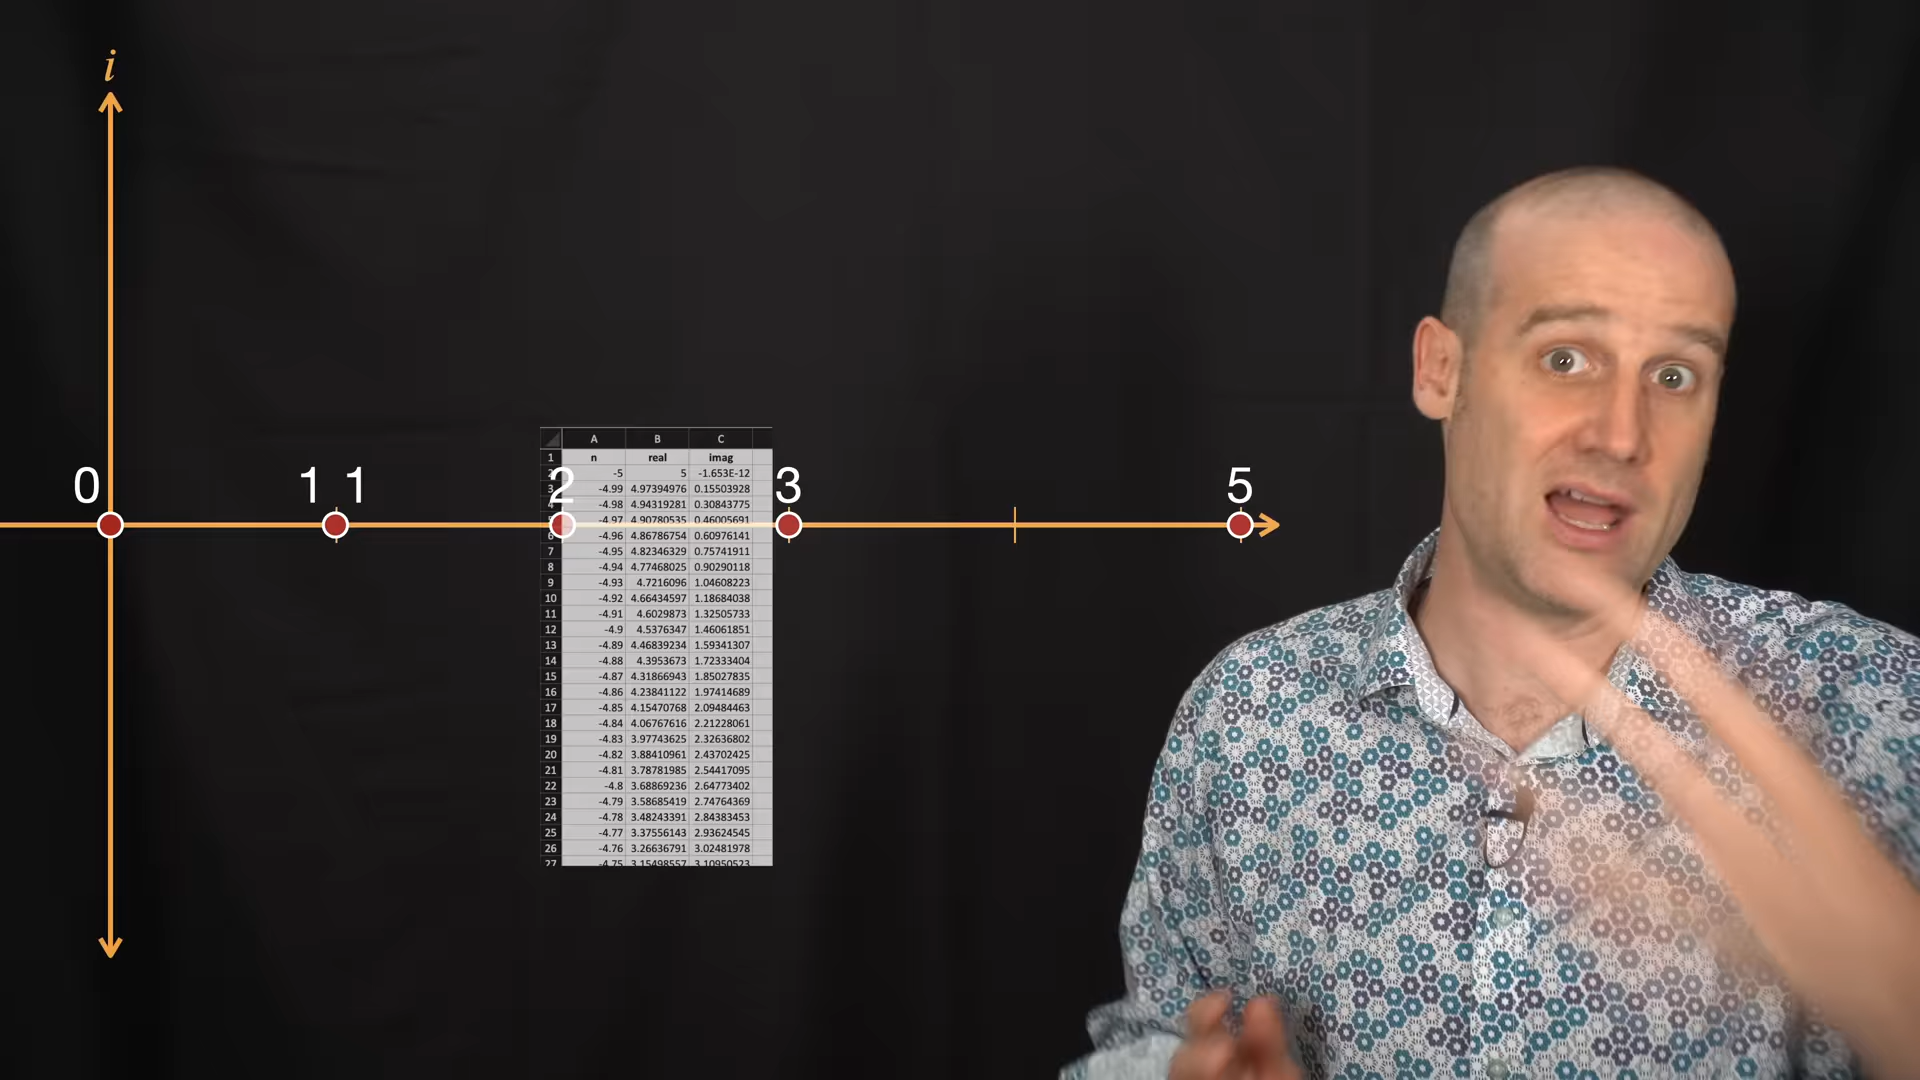 i
0 1 1 2 3 5
A B C
1 n real imag
2 -5 5 -1.653E-12
3 -4.99 4.97394976 0.15503928
4 -4.98 4.94319281 0.30843775
-4.97 4.90780535 0.46005691
6 -4.96 4.86786754 0.60976141
7 -4.95 4.82346329 0.75741911
8 -4.94 4.77468025 0.90290118
9 -4.93 4.7216096 1.04608223
10 -4.92 4.66434597 1.18684038
11 -4.91 4.6029873 1.32505733
12 -4.9 4.5376347 1.46061851
13 -4.89 4.46839234 1.59341307
14 -4.88 4.3953673 1.72333404
15 -4.87 4.31866943 1.85027835
16 -4.86 4.23841122 1.97414689
17 -4.85 4.15470768 2.09484463
18 -4.84 4.06767616 2.21228061
19 -4.83 3.97743625 2.32636802
20 -4.82 3.88410961 2.43702425
21 -4.81 3.78781985 2.54417095
22 -4.8 3.68869236 2.64773402
23 -4.79 3.58685419 2.74764369
24 -4.78 3.48243391 2.84383453
25 -4.77 3.37556143 2.93624545
26 -4.76 3.26636791 3.02481978
27 -4.75 3.15498557 3.10950523